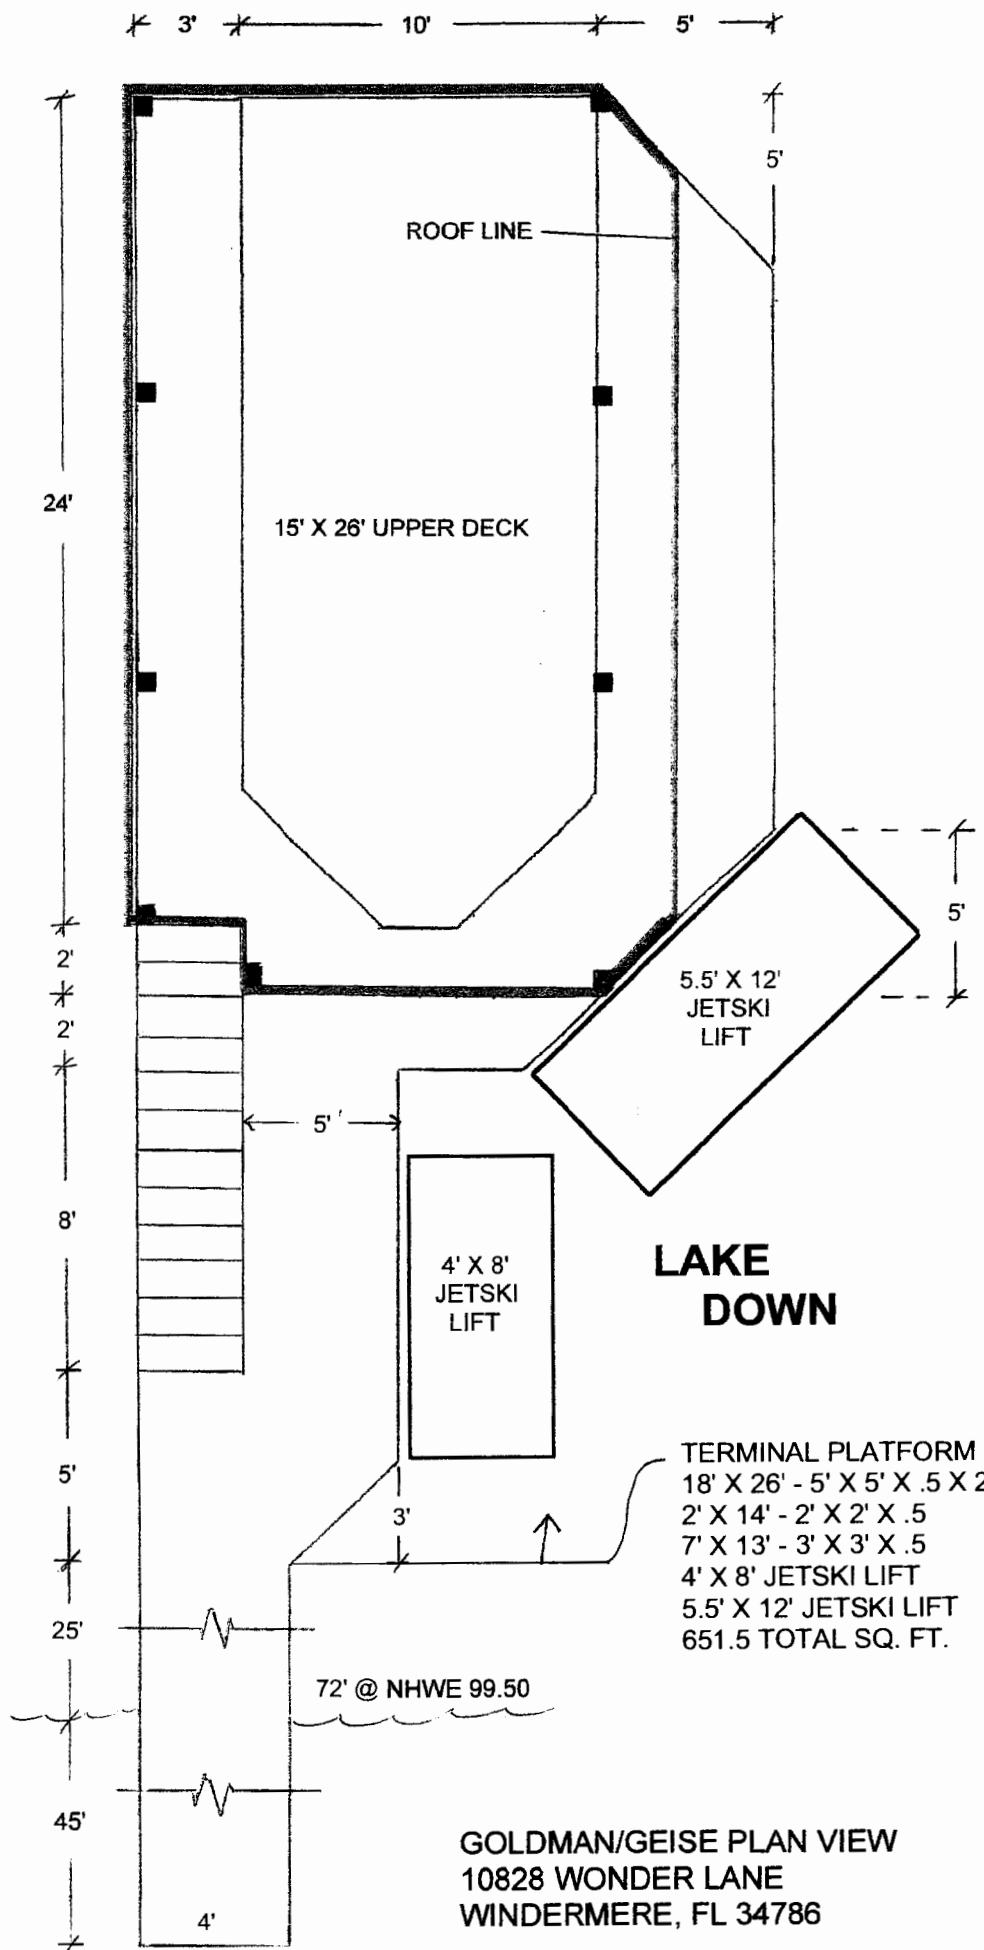 3' 10' 5'
5'
ROOF LINE
24'
15' X 26' UPPER DECK
5'
2'
5.5' X 12'
JETSKI
LIFT
2'
5'
8'
4' X 8'
JETSKI
LIFT
LAKE
DOWN
TERMINAL PLATFORM
18' X 26' - 5' X 5' X .5 X 2
2' X 14' - 2' X 2' X .5
7' X 13' - 3' X 3' X .5
4' X 8' JETSKI LIFT
5.5' X 12' JETSKI LIFT
651.5 TOTAL SQ. FT.
5'
3'
25'
72' @ NHWE 99.50
45'
4'
GOLDMAN/GEISE PLAN VIEW
10828 WONDER LANE
WINDERMERE, FL 34786